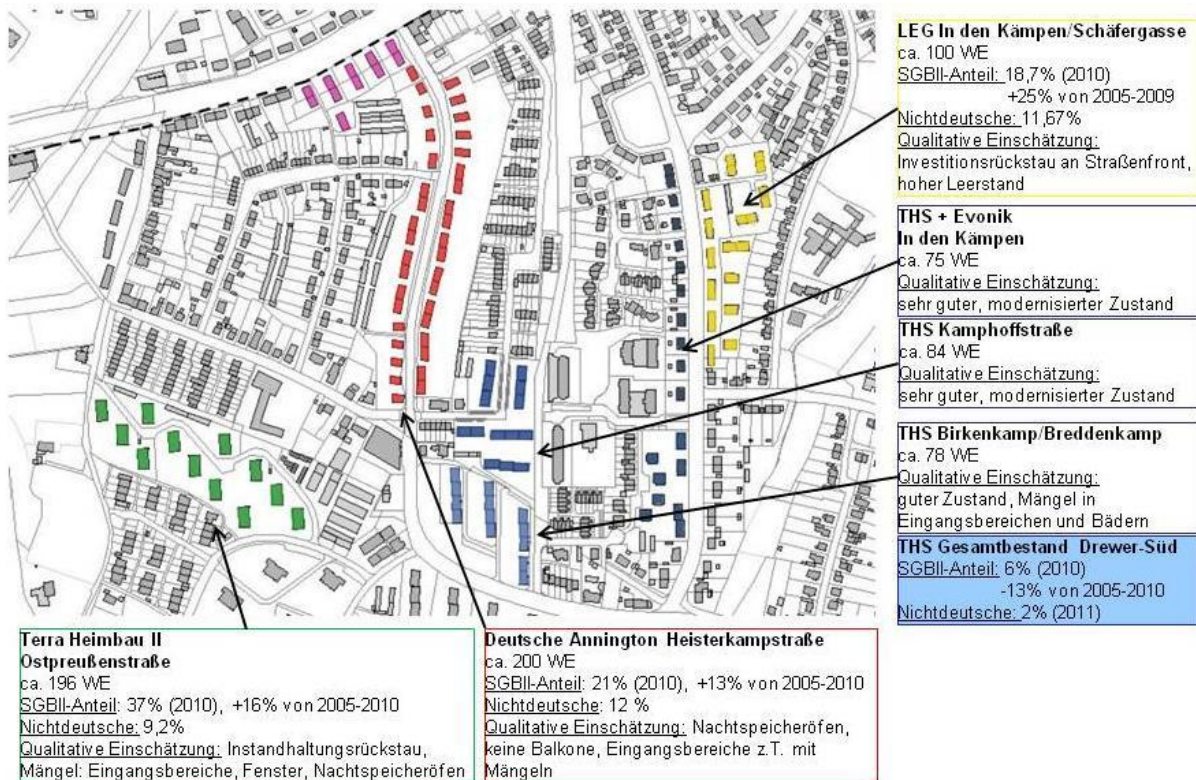 LEG In den Kämpen/Schäfergasse
ca. 100 WE
SGBII-Anteil: 18,7% (2010)
+25% von 2005-2009
Nichtdeutsche: 11,67%
Qualitative Einschätzung:
Investitionsrückstau an Straßenfront,
hoher Leerstand
THS + Evonik
In den Kämpen
ca. 75 WE
Qualitative Einschätzung:
sehr guter, modernisierter Zustand
THS Kamphoffstraße
ca. 84 WE
Qualitative Einschätzung:
sehr guter, modernisierter Zustand
THS Birkenkamp/Breddenkamp
ca. 78 WE
Qualitative Einschätzung:
guter Zustand, Mängel in
Eingangsbereichen und Bädern
THS Gesamtbestand Drewer-Süd
SGBII-Anteil: 6% (2010)
-13% von 2005-2010
Nichtdeutsche: 2% (2011)
Terra Heimbau II
Ostpreußenstraße
ca. 196 WE
SGBII-Anteil: 37% (2010), +16% von 2005-2010
Nichtdeutsche: 9,2%
Qualitative Einschätzung: Instandhaltungsrückstau,
Mängel: Eingangsbereiche, Fenster, Nachtspeicheröfen
Deutsche Annington Heisterkampstraße
ca. 200 WE
SGBII-Anteil: 21% (2010), +13% von 2005-2010
Nichtdeutsche: 12 %
Qualitative Einschätzung: Nachtspeicheröfen,
keine Balkone, Eingangsbereiche z.T. mit
Mängeln